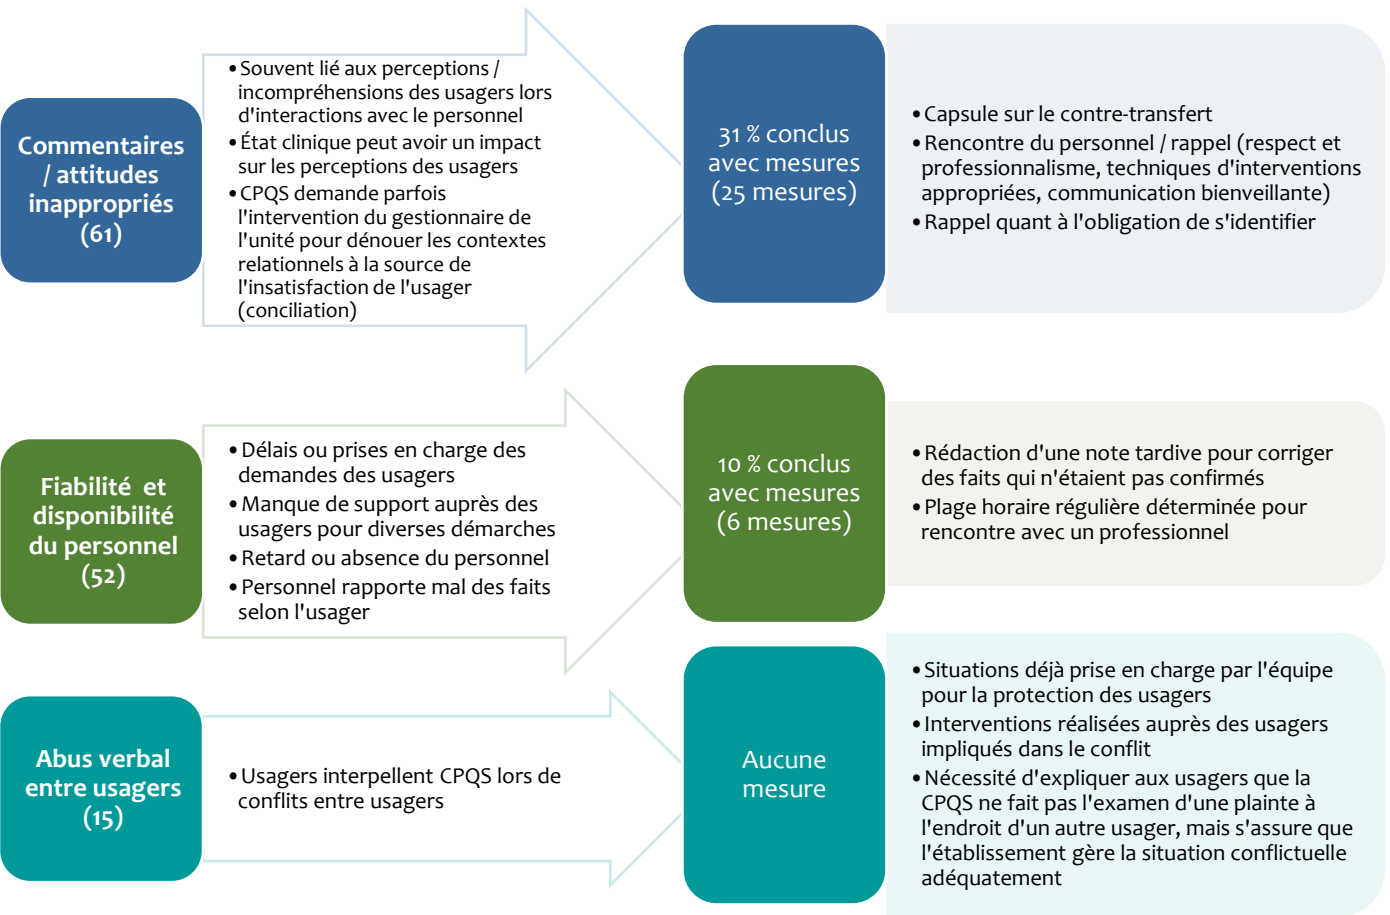 Commentaires
/ attitudes
inappropriés
(61)
•Souvent lié aux perceptions /
incompréhensions des usagers lors
d'interactions avec le personnel
•État clinique peut avoir un impact
sur les perceptions des usagers
•CPQS demande parfois
l'intervention du gestionnaire de
l'unité pour dénouer les contextes
relationnels à la source de
l'insatisfaction de l'usager
(conciliation)
31 % conclus
avec mesures
(25 mesures)
•Capsule sur le contre-transfert
•Rencontre du personnel / rappel (respect et
professionnalisme, techniques d'interventions
appropriées, communication bienveillante)
•Rappel quant à l'obligation de s'identifier
Fiabilité et
disponibilité
du personnel
(52)
•Délais ou prises en charge des
demandes des usagers
•Manque de support auprès des
usagers pour diverses démarches
•Retard ou absence du personnel
•Personnel rapporte mal des faits
selon l'usager
10 % conclus
avec mesures
(6 mesures)
•Rédaction d'une note tardive pour corriger
des faits qui n'étaient pas confirmés
•Plage horaire régulière déterminée pour
rencontre avec un professionnel
Abus verbal
entre usagers
(15)
•Usagers interpellent CPQS lors de
conflits entre usagers
Aucune
mesure
•Situations déjà prise en charge par l'équipe
pour la protection des usagers
•Interventions réalisées auprès des usagers
impliqués dans le conflit
•Nécessité d'expliquer aux usagers que la
CPQS ne fait pas l'examen d'une plainte à
l'endroit d'un autre usager, mais s'assure que
l'établissement gère la situation conflictuelle
adéquatement